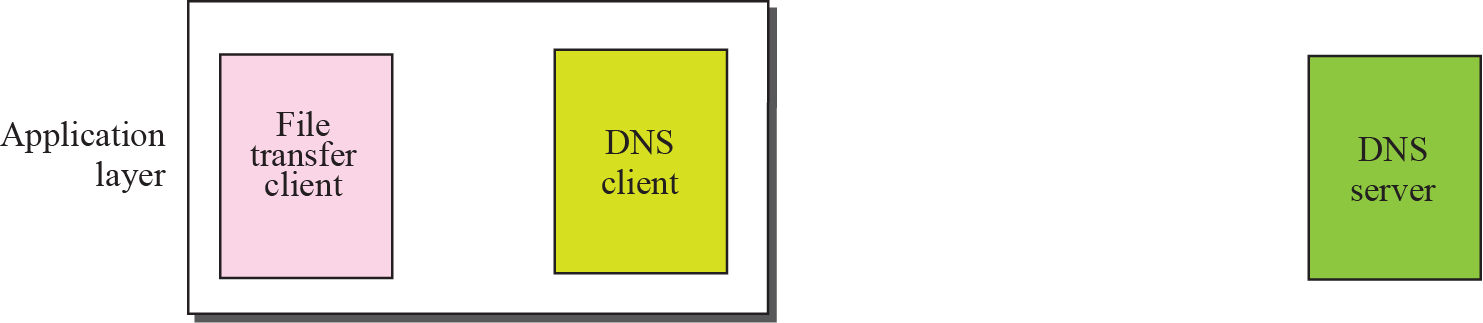 Application
layer
File
transfer
client
DNS
client
DNS
server